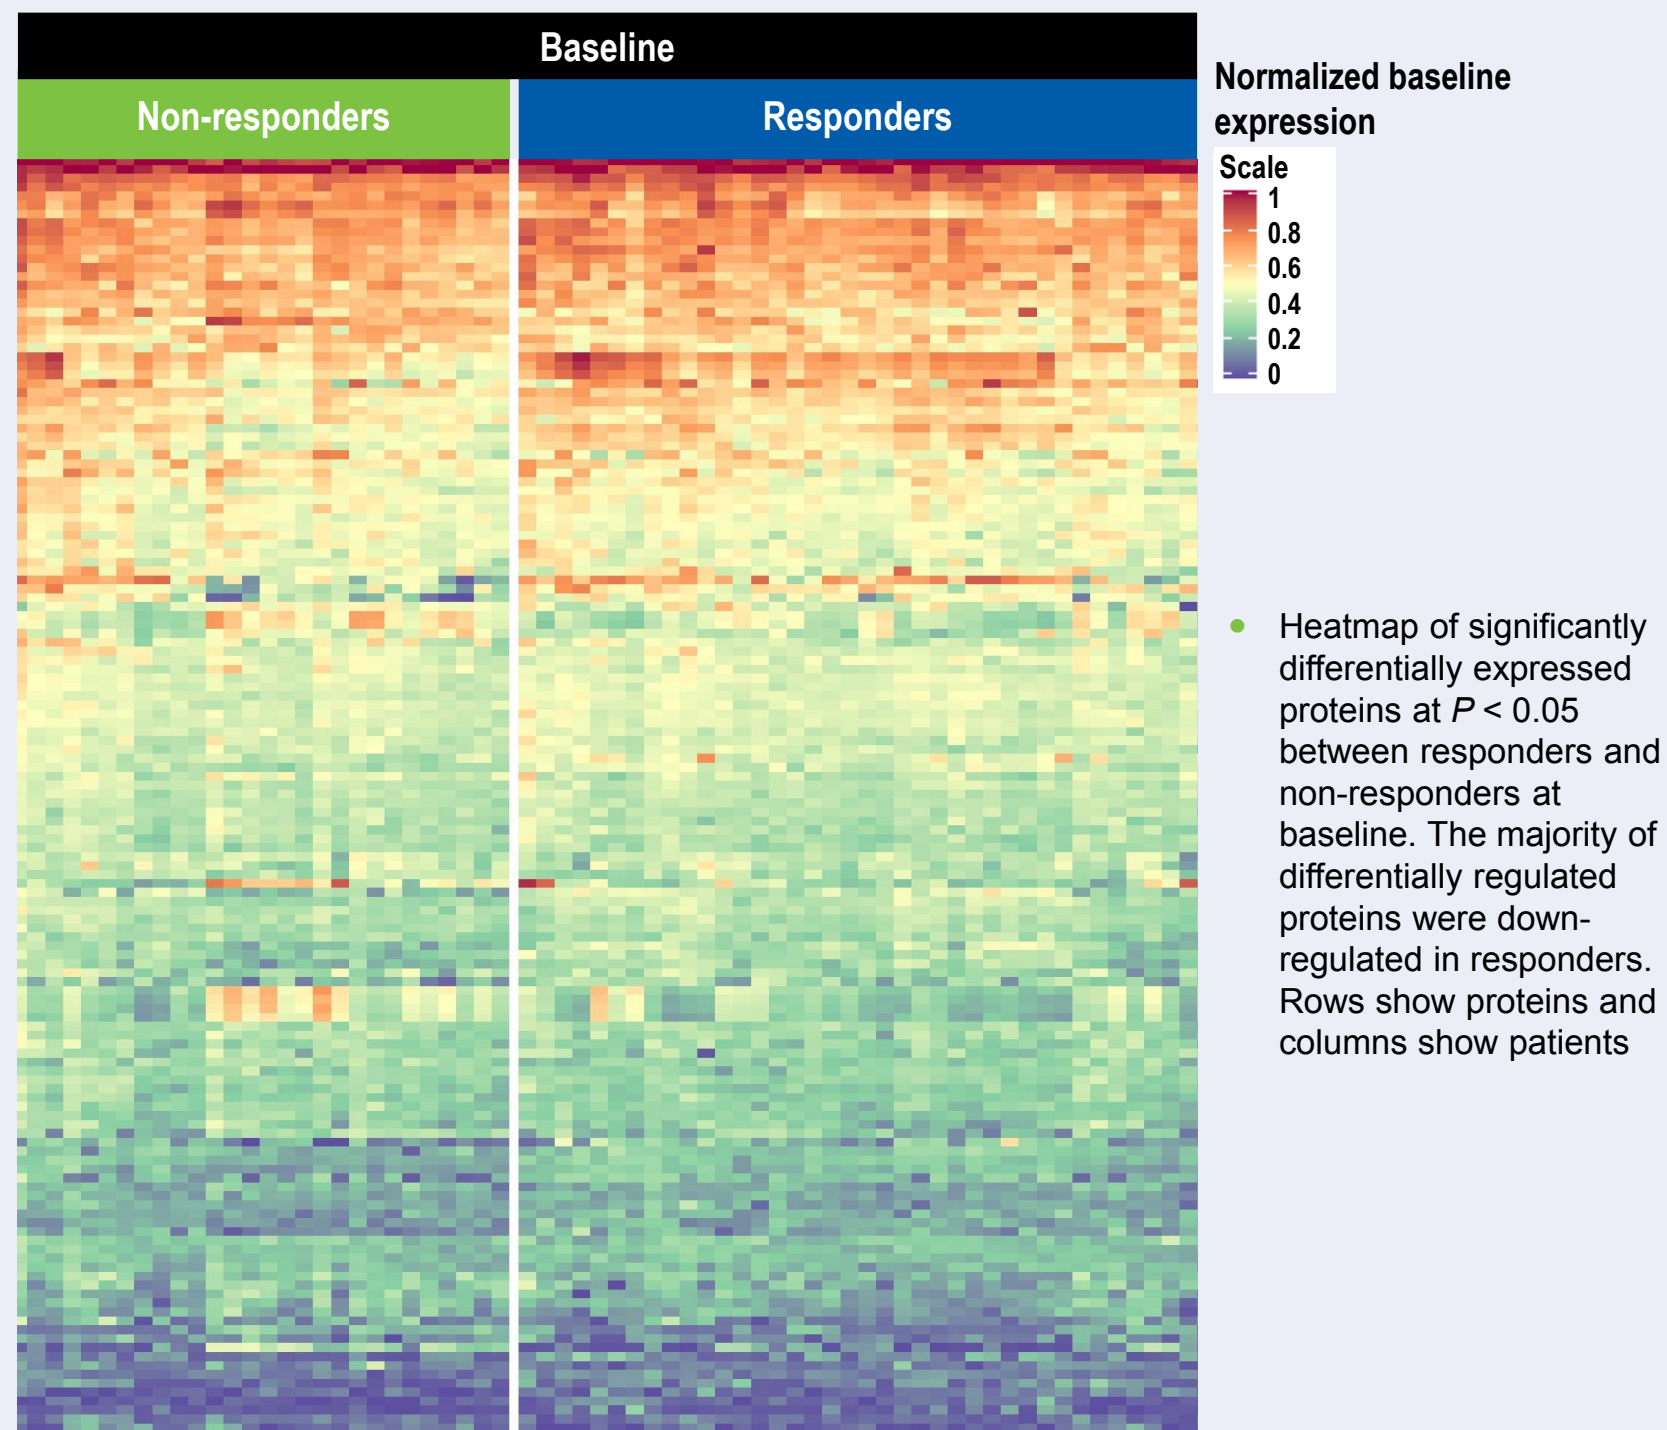 Baseline
Non-responders
Responders
Normalized baseline
expression
Scale
1
0.8
0.6
0.4
0.2
0
• Heatmap of significantly
differentially expressed
proteins at P < 0.05
between responders and
non-responders at
baseline. The majority of
differentially regulated
proteins were down-
regulated in responders.
Rows show proteins and
columns show patients